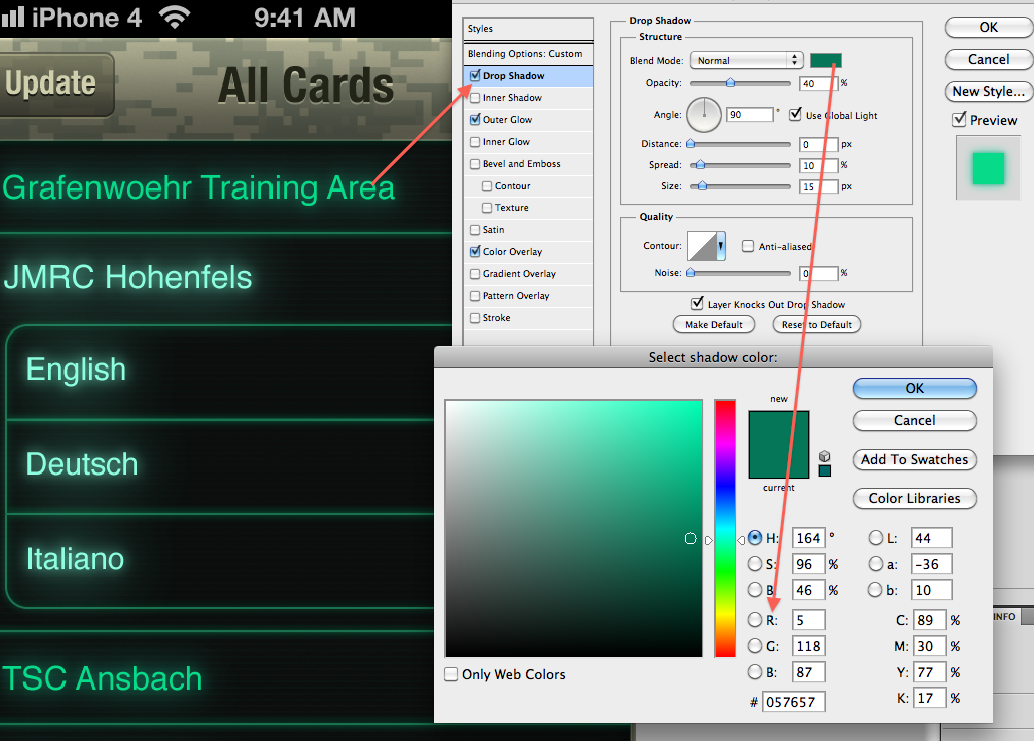 iPhone 4 9:41 AM
Update
All Cards
Grafenwoehr Training Area
JMRC Hohenfels
English
Deutsch
Italiano
TSC Ansbach
Styles
Blending Options: Custom
Drop Shadow
Inner Shadow
Outer Glow
Inner Glow
Bevel and Emboss
Contour
Texture
Satin
Color Overlay
Gradient Overlay
Pattern Overlay
Stroke
Drop Shadow
Structure
Blend Mode: Normal
Opacity: 40 %
Angle: 90 ° Use Global Light
Distance: 0 px
Spread: 10 %
Size: 15 px
Quality
Contour: Anti-aliased
Noise: 0 %
Layer Knocks Out Drop Shadow
Make Default Reset to Default
OK
Cancel
New Style...
Preview
Select shadow color:
new
current
OK
Cancel
Add To Swatches
Color Libraries
H: 164 ° L: 44
S: 96 % a: -36
B: 46 % b: 10
R: 5 C: 89 %
G: 118 M: 30 %
B: 87 Y: 77 %
# 057657 K: 17 %
Only Web Colors
INFO